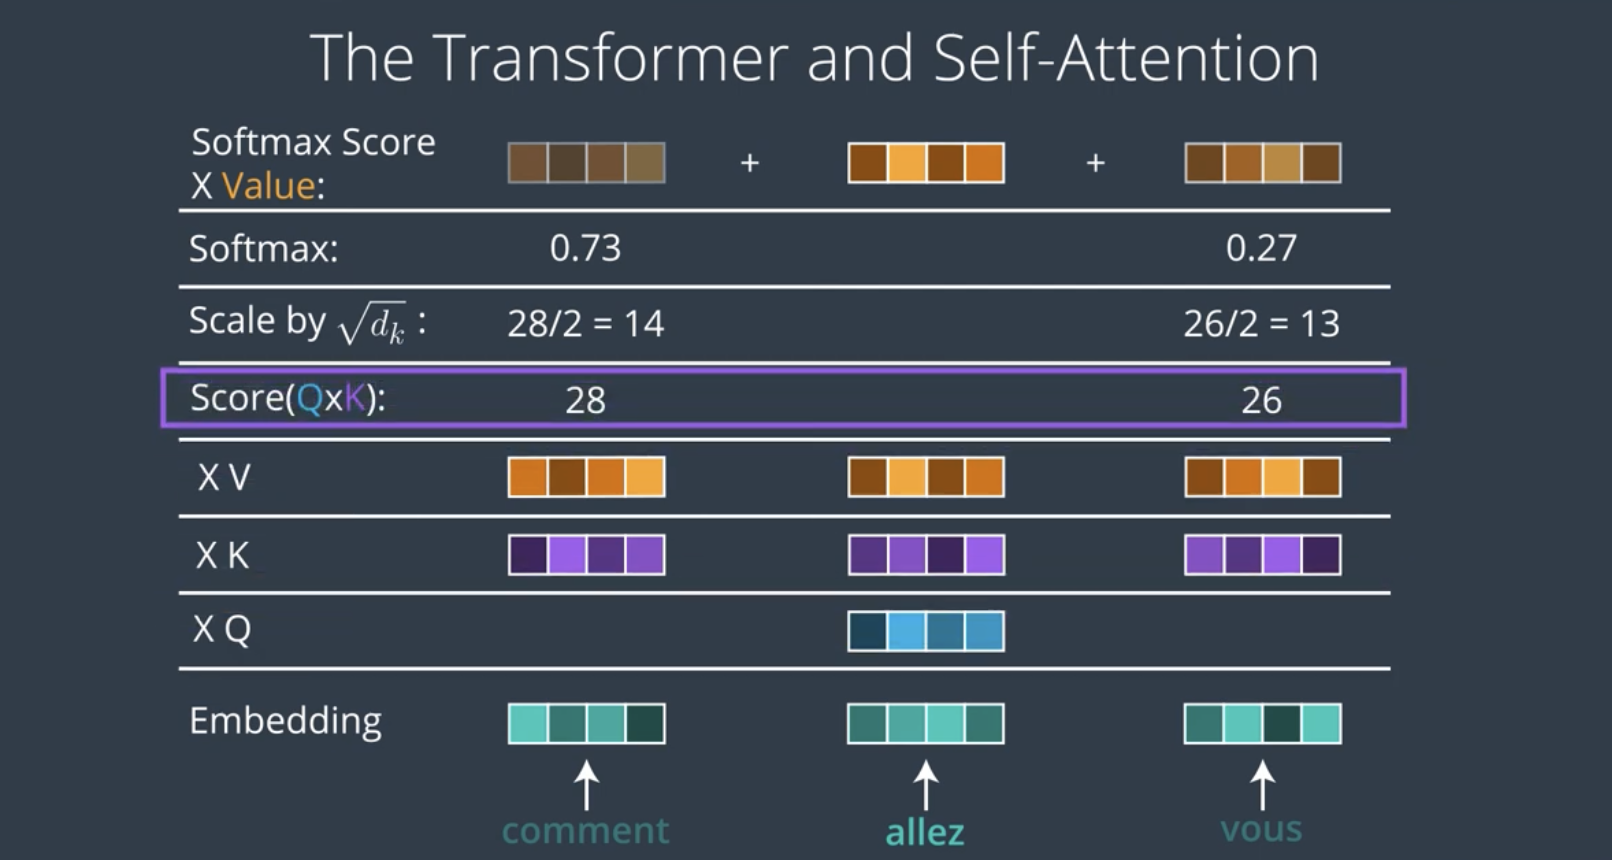 The Transformer and Self-Attention
Softmax Score
X Value:
+ +
Softmax: 0.73 0.27
Scale by √dₖ : 28/2 = 14 26/2 = 13
Score(QxK): 28 26
X V
X K
X Q
Embedding
comment allez vous